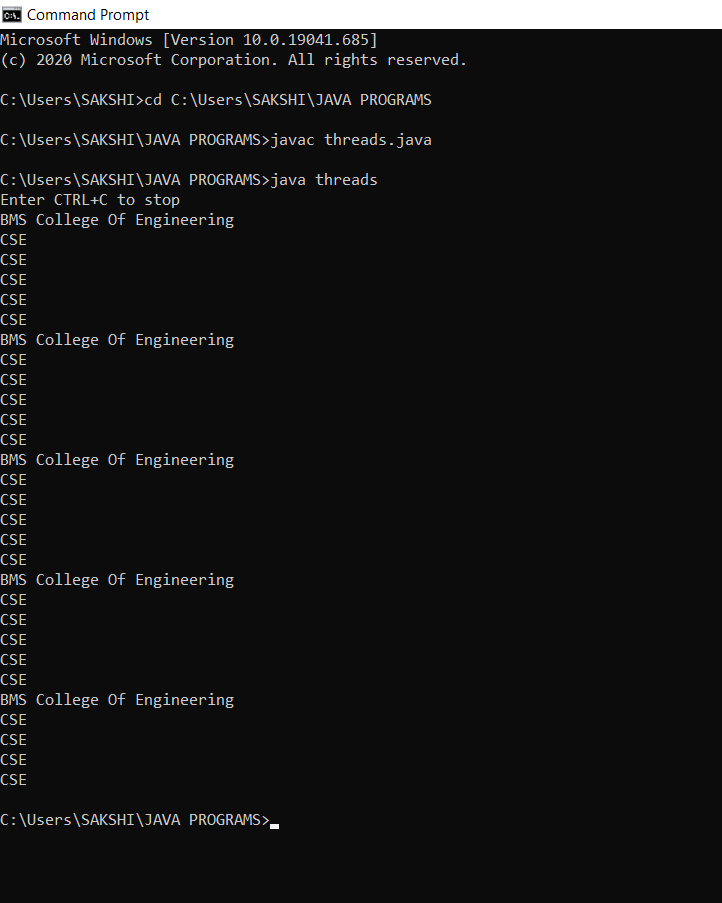 Command Prompt
Microsoft Windows [Version 10.0.19041.685]
(c) 2020 Microsoft Corporation. All rights reserved.
C:\Users\SAKSHI>cd C:\Users\SAKSHI\JAVA PROGRAMS
C:\Users\SAKSHI\JAVA PROGRAMS>javac threads.java
C:\Users\SAKSHI\JAVA PROGRAMS>java threads
Enter CTRL+C to stop
BMS College Of Engineering
CSE
CSE
CSE
CSE
CSE
BMS College Of Engineering
CSE
CSE
CSE
CSE
CSE
BMS College Of Engineering
CSE
CSE
CSE
CSE
CSE
BMS College Of Engineering
CSE
CSE
CSE
CSE
CSE
BMS College Of Engineering
CSE
CSE
CSE
CSE
C:\Users\SAKSHI\JAVA PROGRAMS>